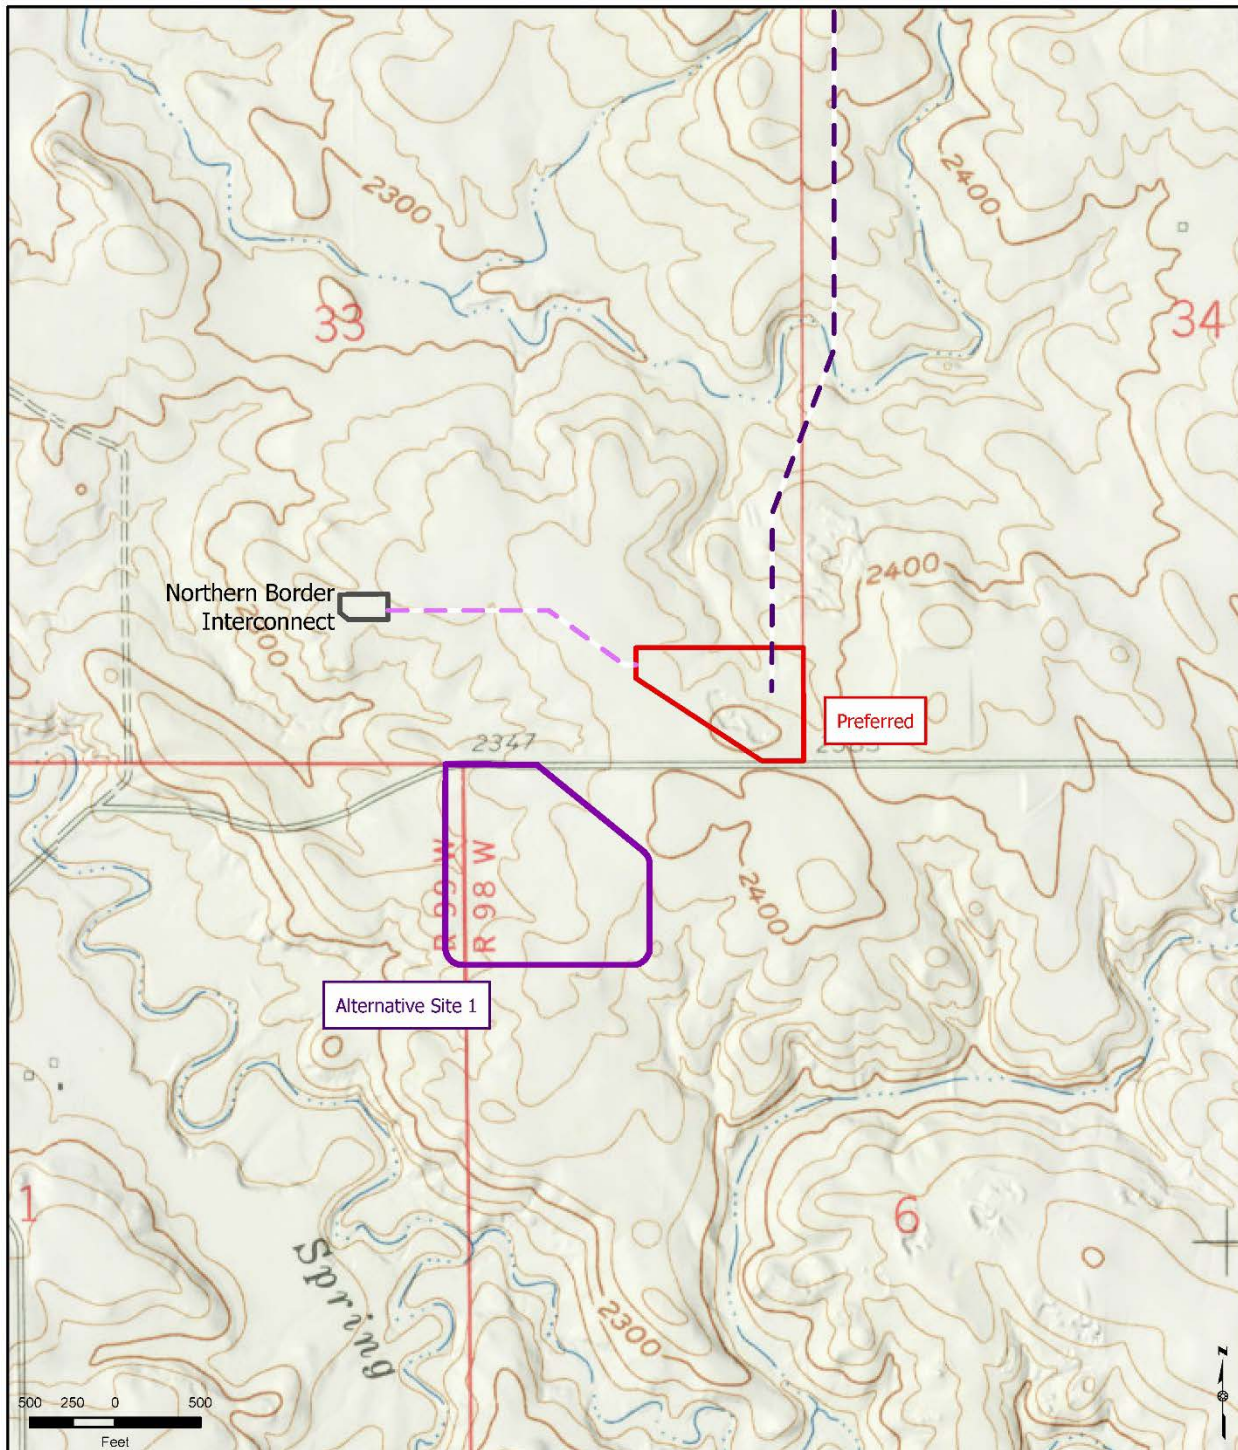 2300
2400
33
34
2400
Northern Border
Interconnect
Preferred
2347
R 99 W
R 98 W
2400
Alternative Site 1
1
6
Spring
2300
500 250 0 500
Feet
N